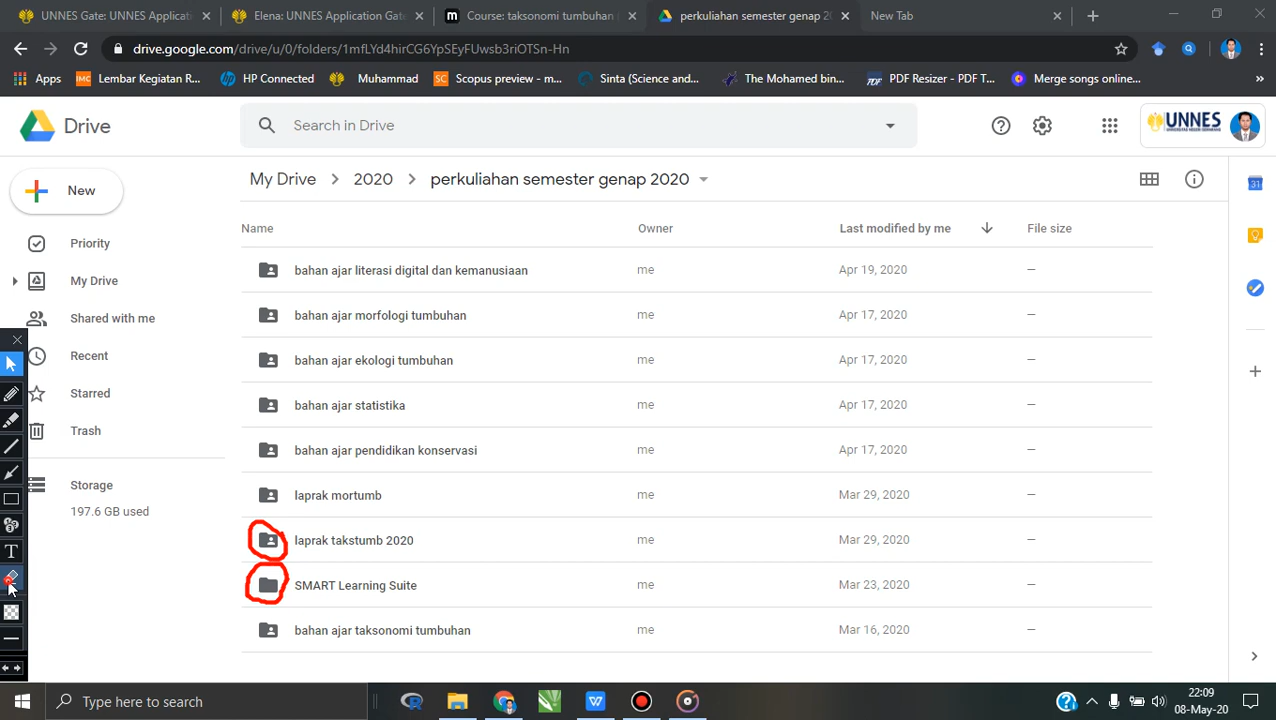 UNNES Gate: UNNES Applicati
Elena: UNNES Application Gate
Course: taksonomi tumbuhan
perkuliahan semester genap 202
New Tab
drive.google.com/drive/u/0/folders/1mfLYd4hirCG6YpSEyFUwsb3riOTSn-Hn
Apps
Lembar Kegiatan R...
HP Connected
Muhammad
SC Scopus preview - m...
Sinta (Science and...
The Mohamed bin...
PDF Resizer - PDF T...
Merge songs online...
Drive
Search in Drive
UNNES
New
My Drive > 2020 > perkuliahan semester genap 2020
Name Owner Last modified by me File size
Priority
My Drive
Shared with me
Recent
Starred
Trash
Storage
197.6 GB used
bahan ajar literasi digital dan kemanusiaan me Apr 19, 2020 –
bahan ajar morfologi tumbuhan me Apr 17, 2020 –
bahan ajar ekologi tumbuhan me Apr 17, 2020 –
bahan ajar statistika me Apr 17, 2020 –
bahan ajar pendidikan konservasi me Apr 17, 2020 –
laprak mortumb me Mar 29, 2020 –
laprak takstumb 2020 me Mar 29, 2020 –
SMART Learning Suite me Mar 23, 2020 –
bahan ajar taksonomi tumbuhan me Mar 16, 2020 –
T
31
Type here to search
22:09
08-May-20